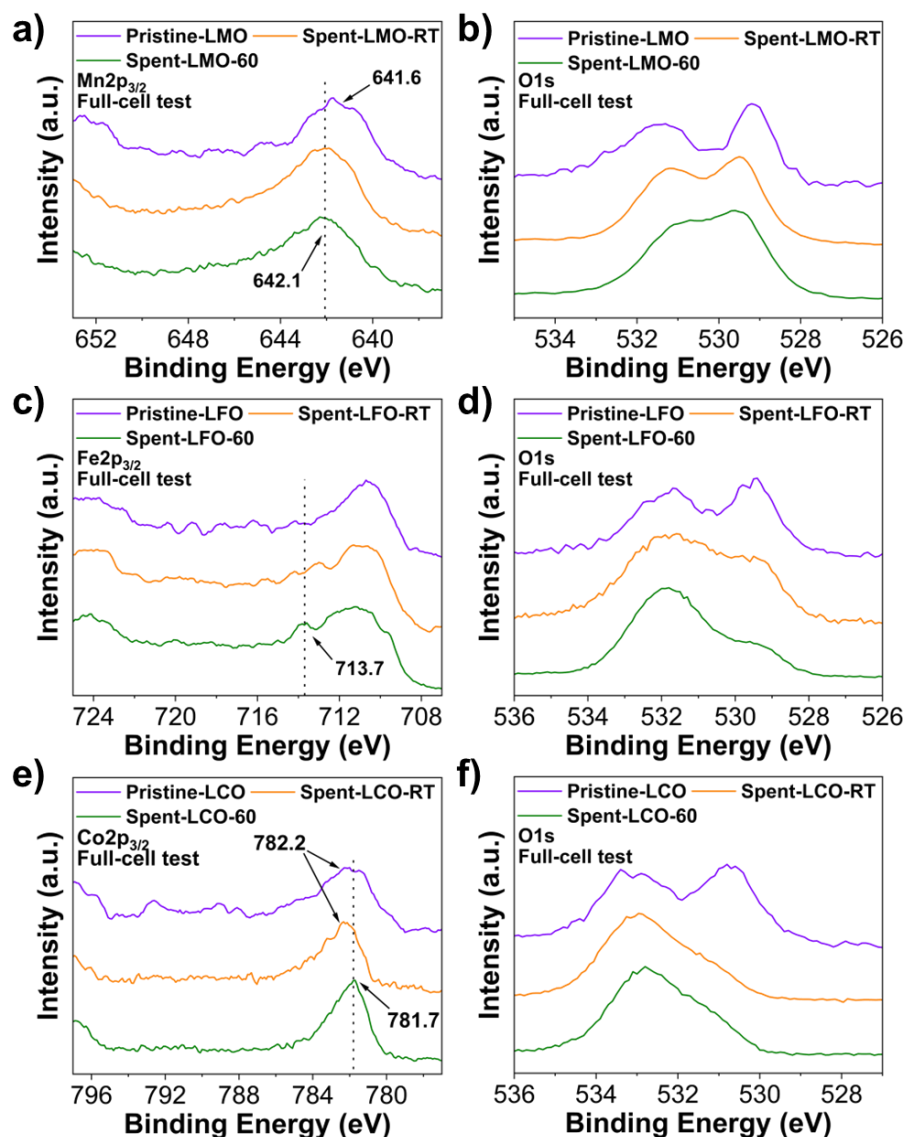 a)
Pristine-LMO Spent-LMO-RT
Spent-LMO-60
Mn2p3/2
Full-cell test
641.6
642.1
Intensity (a.u.)
652 648 644 640
Binding Energy (eV)
b)
Pristine-LMO Spent-LMO-RT
Spent-LMO-60
O1s
Full-cell test
Intensity (a.u.)
534 532 530 528 526
Binding Energy (eV)
c)
Pristine-LFO Spent-LFO-RT
Spent-LFO-60
Fe2p3/2
Full-cell test
713.7
Intensity (a.u.)
724 720 716 712 708
Binding Energy (eV)
d)
Pristine-LFO Spent-LFO-RT
Spent-LFO-60
O1s
Full-cell test
Intensity (a.u.)
536 534 532 530 528 526
Binding Energy (eV)
e)
Pristine-LCO Spent-LCO-RT
Spent-LCO-60
Co2p3/2
Full-cell test
782.2
781.7
Intensity (a.u.)
796 792 788 784 780
Binding Energy (eV)
f)
Pristine-LCO Spent-LCO-RT
Spent-LCO-60
O1s
Full-cell test
Intensity (a.u.)
536 534 532 530 528
Binding Energy (eV)